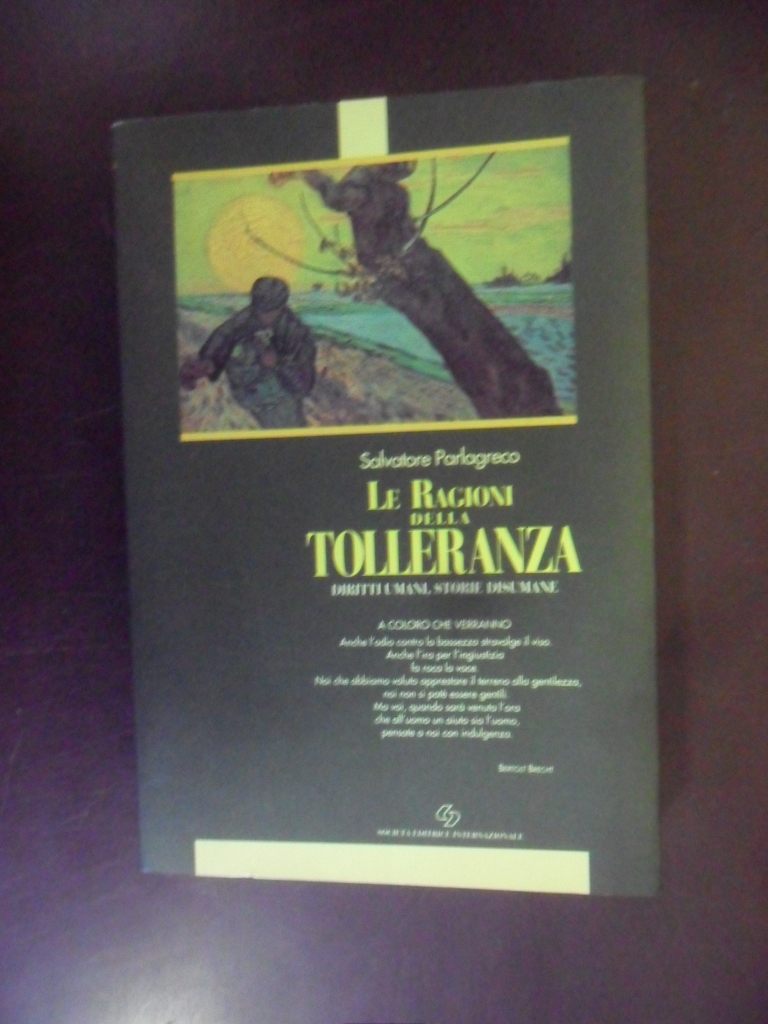 Salvatore Parlagreco
LE RAGIONI
DELLA
TOLLERANZA
DIRITTI UMANI, STORIE DISUMANE
A COLORO CHE VERRANNO
Anche l'odio contro la bassezza stravolge il viso.
Anche l'ira per l'ingiustizia
fa roca la voce.
Noi che abbiamo voluto apprestare il terreno alla gentilezza,
noi non si poté essere gentili.
Ma voi, quando sarà venuta l'ora
che all'uomo un aiuto sia l'uomo,
pensate a noi con indulgenza.
BERTOLT BRECHT
SOCIETÀ EDITRICE INTERNAZIONALE